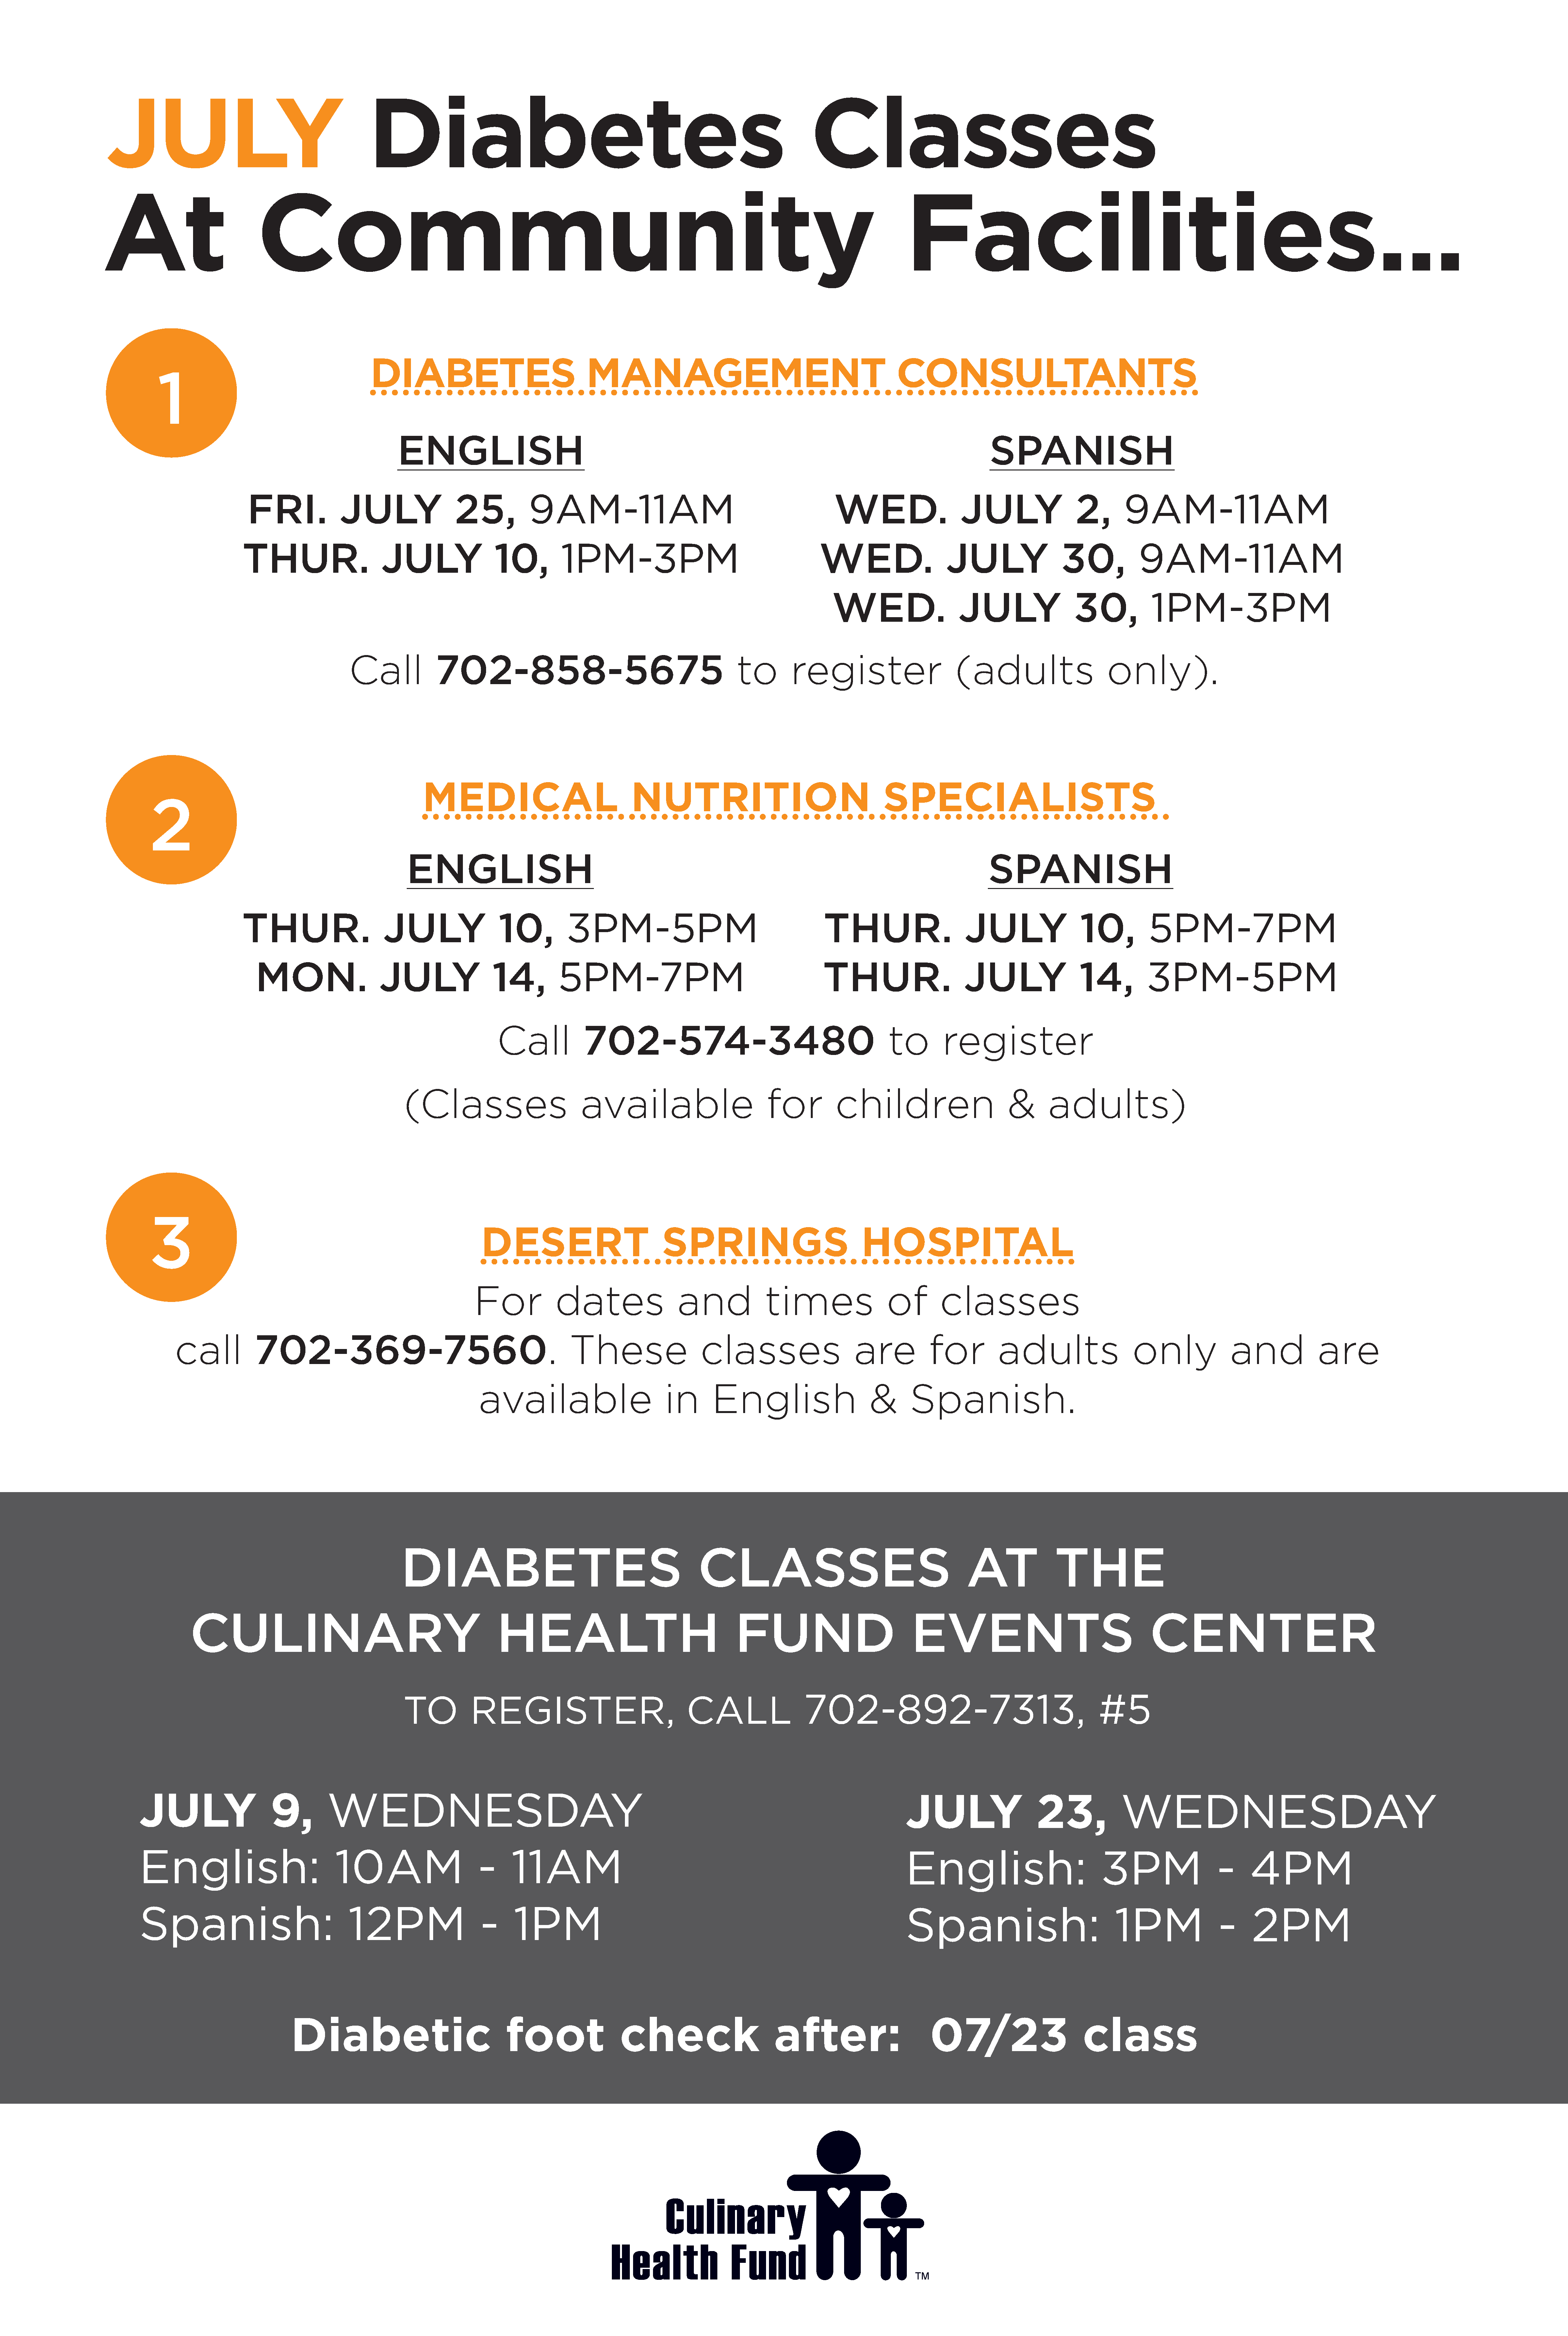 JULY Diabetes Classes
At Community Facilities...
1
DIABETES MANAGEMENT CONSULTANTS
ENGLISH
FRI. JULY 25, 9AM-11AM
THUR. JULY 10, 1PM-3PM
SPANISH
WED. JULY 2, 9AM-11AM
WED. JULY 30, 9AM-11AM
WED. JULY 30, 1PM-3PM
Call 702-858-5675 to register (adults only).
2
MEDICAL NUTRITION SPECIALISTS
ENGLISH
THUR. JULY 10, 3PM-5PM
MON. JULY 14, 5PM-7PM
SPANISH
THUR. JULY 10, 5PM-7PM
THUR. JULY 14, 3PM-5PM
Call 702-574-3480 to register
(Classes available for children & adults)
3
DESERT SPRINGS HOSPITAL
For dates and times of classes
call 702-369-7560. These classes are for adults only and are
available in English & Spanish.
DIABETES CLASSES AT THE
CULINARY HEALTH FUND EVENTS CENTER
TO REGISTER, CALL 702-892-7313, #5
JULY 9, WEDNESDAY
English: 10AM - 11AM
Spanish: 12PM - 1PM
JULY 23, WEDNESDAY
English: 3PM - 4PM
Spanish: 1PM - 2PM
Diabetic foot check after: 07/23 class
Culinary
Health Fund
TM